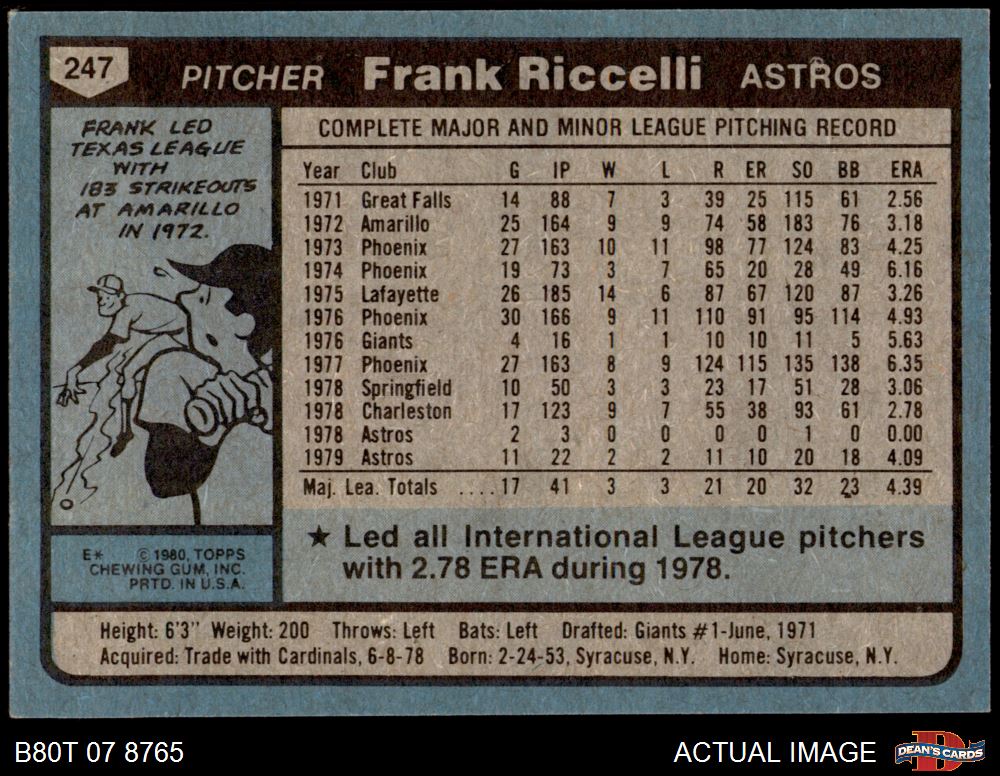 247 PITCHER Frank Riccelli ASTROS
FRANK LED
TEXAS LEAGUE
WITH
183 STRIKEOUTS
AT AMARILLO
IN 1972.
COMPLETE MAJOR AND MINOR LEAGUE PITCHING RECORD
Year Club G IP W L R ER SO BB ERA
1971 Great Falls 14 88 7 3 39 25 115 61 2.56
1972 Amarillo 25 164 9 9 74 58 183 76 3.18
1973 Phoenix 27 163 10 11 98 77 124 83 4.25
1974 Phoenix 19 73 3 7 65 20 28 49 6.16
1975 Lafayette 26 185 14 6 87 67 120 87 3.26
1976 Phoenix 30 166 9 11 110 91 95 114 4.93
1976 Giants 4 16 1 1 10 10 11 5 5.63
1977 Phoenix 27 163 8 9 124 115 135 138 6.35
1978 Springfield 10 50 3 3 23 17 51 28 3.06
1978 Charleston 17 123 9 7 55 38 93 61 2.78
1978 Astros 2 3 0 0 0 0 1 0 0.00
1979 Astros 11 22 2 2 11 10 20 18 4.09
Maj. Lea. Totals ....17 41 3 3 21 20 32 23 4.39
★ Led all International League pitchers
with 2.78 ERA during 1978.
E* © 1980, TOPPS
CHEWING GUM, INC.
PRTD. IN U.S.A.
Height: 6'3" Weight: 200 Throws: Left Bats: Left Drafted: Giants #1-June, 1971
Acquired: Trade with Cardinals, 6-8-78 Born: 2-24-53, Syracuse, N.Y. Home: Syracuse, N.Y.
B80T 07 8765 ACTUAL IMAGE D DEAN'S CARDS